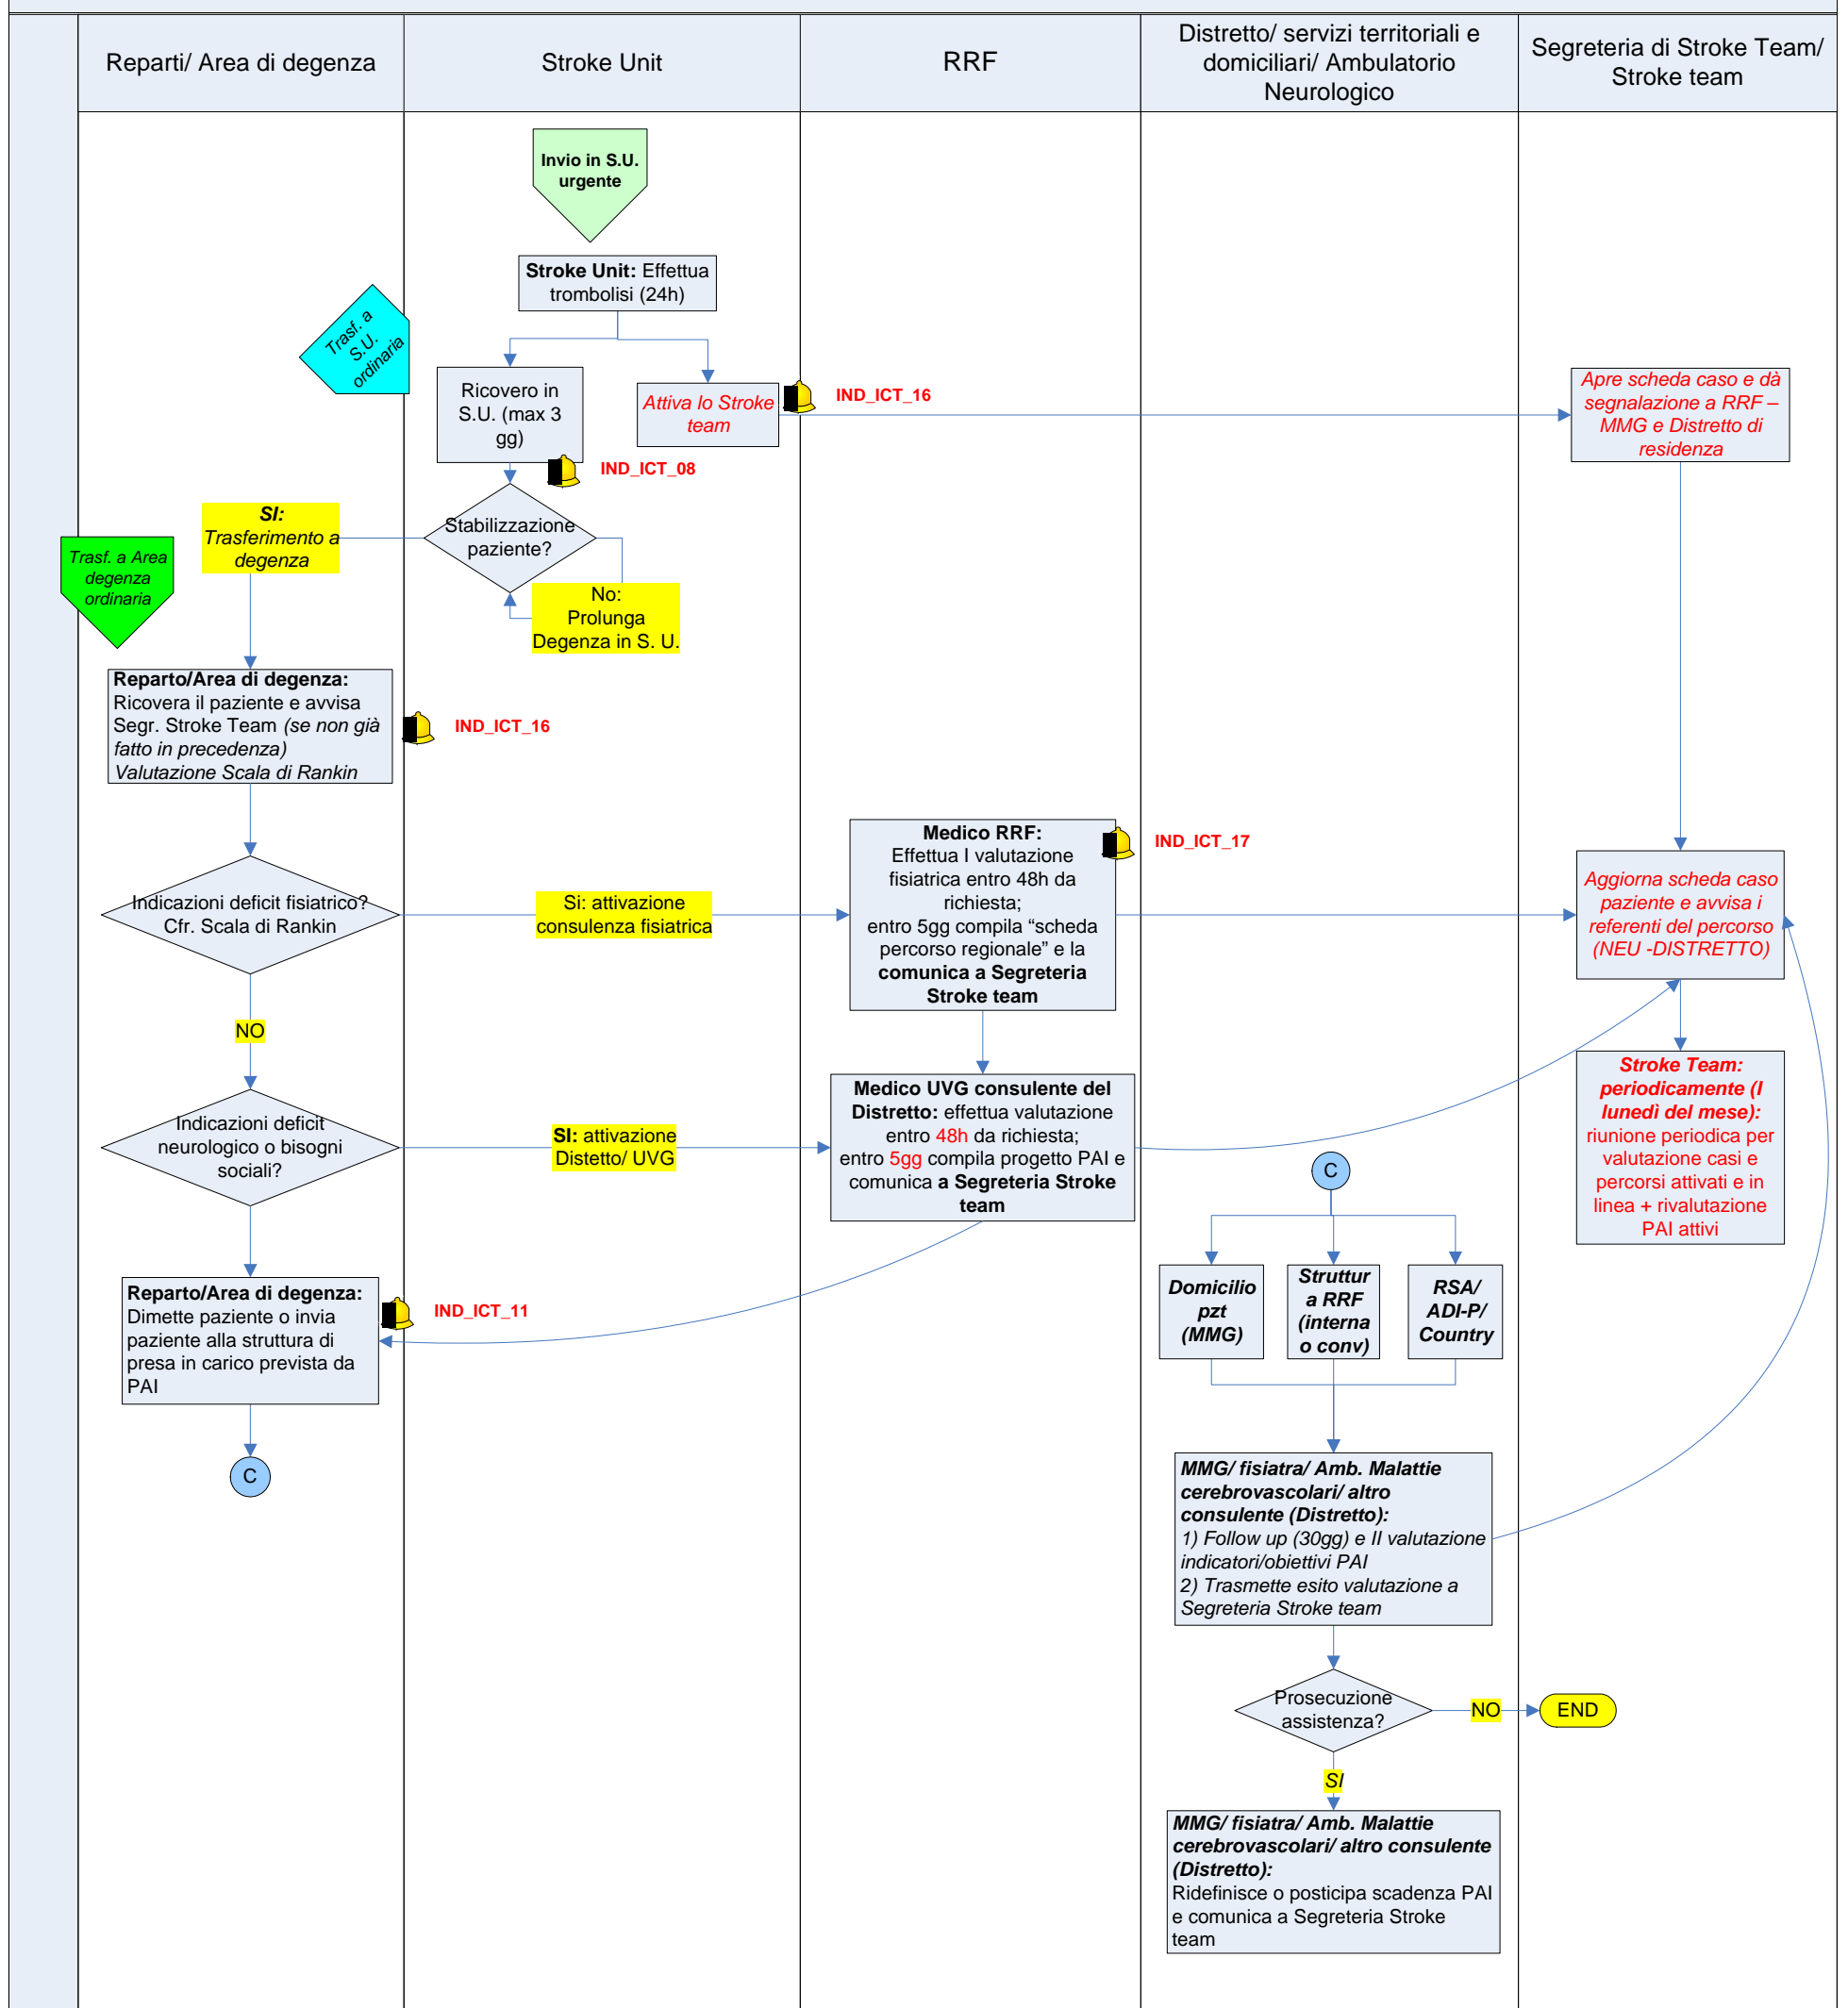 Reparti/ Area di degenza
Stroke Unit
RRF
Distretto/ servizi territoriali e
domiciliari/ Ambulatorio
Neurologico
Segreteria di Stroke Team/
Stroke team
Invio in S.U.
urgente
Stroke Unit: Effettua
trombolisi (24h)
Trasf. a
S.U.
ordinaria
Ricovero in
S.U. (max 3
gg)
Attiva lo Stroke
team
IND_ICT_16
Apre scheda caso e dà
segnalazione a RRF –
MMG e Distretto di
residenza
IND_ICT_08
SI:
Trasferimento a
degenza
Stabilizzazione
paziente?
Trasf. a Area
degenza
ordinaria
No:
Prolunga
Degenza in S. U.
Reparto/Area di degenza:
Ricovera il paziente e avvisa
Segr. Stroke Team (se non già
fatto in precedenza)
Valutazione Scala di Rankin
IND_ICT_16
Medico RRF:
Effettua I valutazione
fisiatrica entro 48h da
richiesta;
entro 5gg compila “scheda
percorso regionale” e la
comunica a Segreteria
Stroke team
IND_ICT_17
Indicazioni deficit fisiatrico?
Cfr. Scala di Rankin
Si: attivazione
consulenza fisiatrica
Aggiorna scheda caso
paziente e avvisa i
referenti del percorso
(NEU -DISTRETTO)
NO
Indicazioni deficit
neurologico o bisogni
sociali?
SI: attivazione
Distetto/ UVG
Medico UVG consulente del
Distretto: effettua valutazione
entro 48h da richiesta;
entro 5gg compila progetto PAI e
comunica a Segreteria Stroke
team
Stroke Team:
periodicamente (I
lunedì del mese):
riunione periodica per
valutazione casi e
percorsi attivati e in
linea + rivalutazione
PAI attivi
C
Domicilio
pzt
(MMG)
Struttur
a RRF
(interna
o conv)
RSA/
ADI-P/
Country
Reparto/Area di degenza:
Dimette paziente o invia
paziente alla struttura di
presa in carico prevista da
PAI
IND_ICT_11
C
MMG/ fisiatra/ Amb. Malattie
cerebrovascolari/ altro
consulente (Distretto):
1) Follow up (30gg) e II valutazione
indicatori/obiettivi PAI
2) Trasmette esito valutazione a
Segreteria Stroke team
Prosecuzione
assistenza?
NO
END
SI
MMG/ fisiatra/ Amb. Malattie
cerebrovascolari/ altro consulente
(Distretto):
Ridefinisce o posticipa scadenza PAI
e comunica a Segreteria Stroke
team